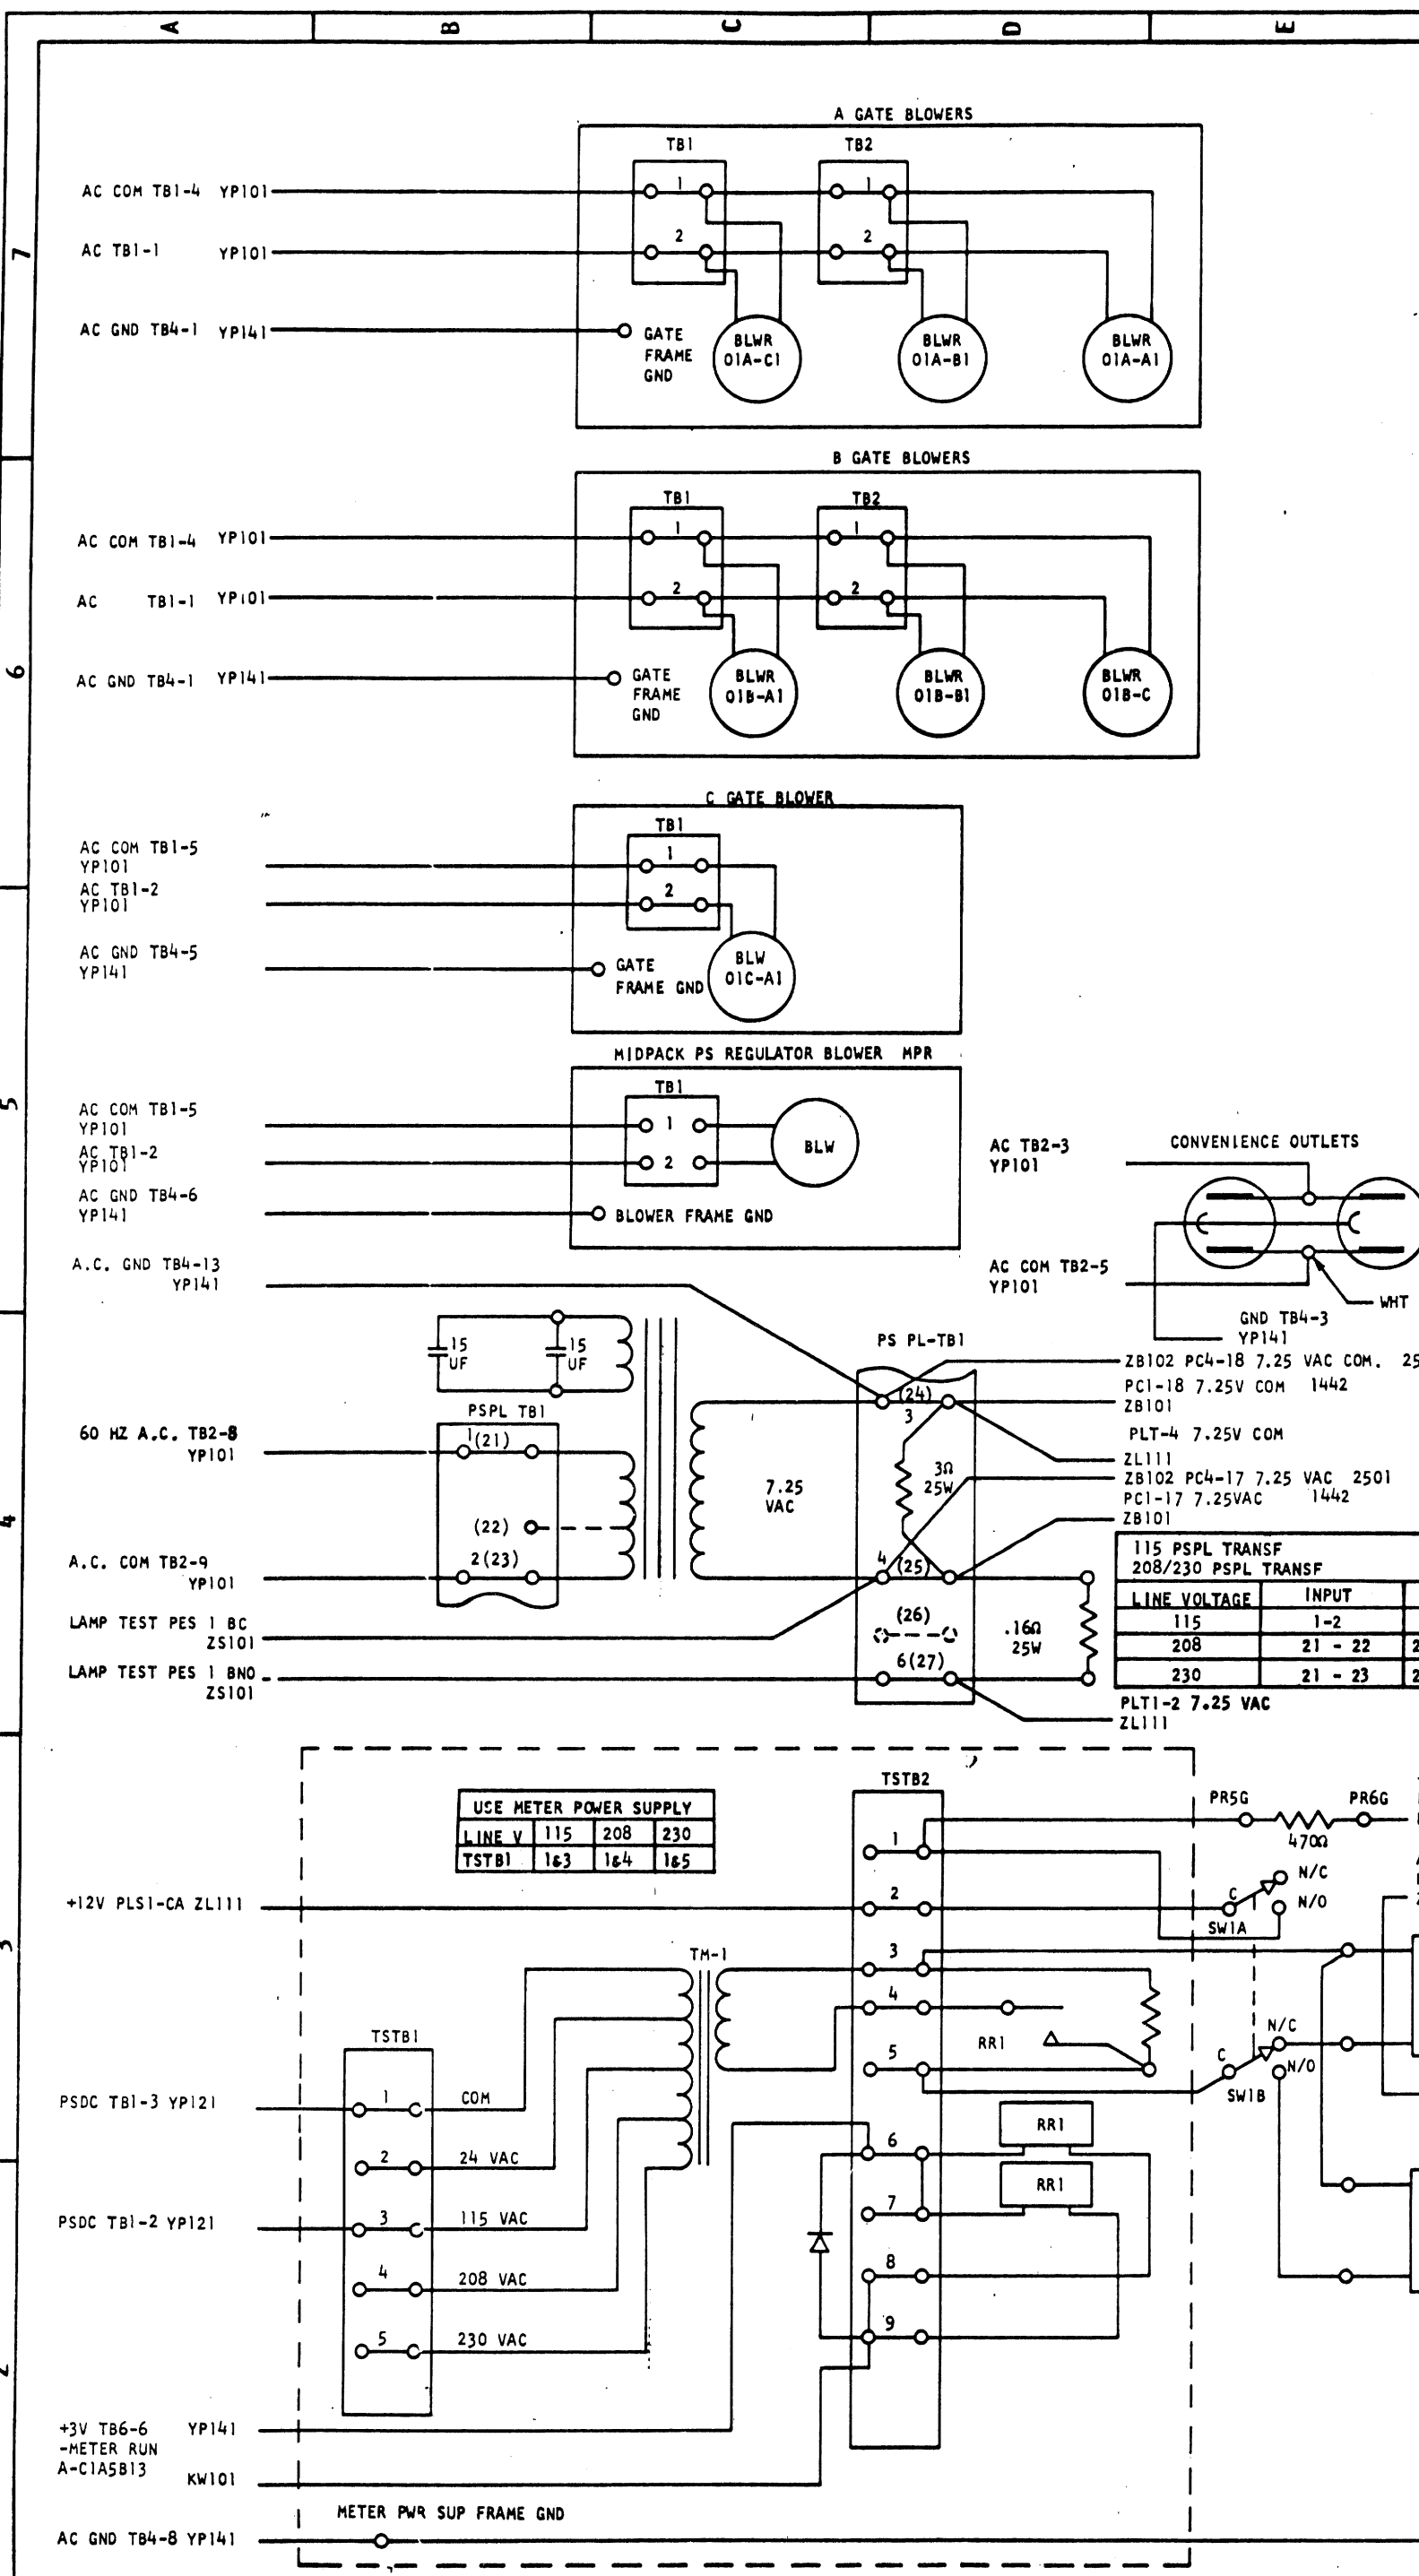 A B C D E
A GATE BLOWERS
TB1 TB2
AC COM TB1-4 YP101
1 1
7
AC TB1-1 YP101
2 2
AC GND TB4-1 YP141
GATE
FRAME
GND
BLWR
01A-C1
BLWR
01A-B1
BLWR
01A-A1
B GATE BLOWERS
TB1 TB2
AC COM TB1-4 YP101
1 1
AC TB1-1 YP101
2 2
6
AC GND TB4-1 YP141
GATE
FRAME
GND
BLWR
01B-A1
BLWR
01B-B1
BLWR
01B-C
C GATE BLOWER
TB1
AC COM TB1-5
YP101
1
AC TB1-2
YP101
2
AC GND TB4-5
YP141
GATE
FRAME GND
BLW
01C-A1
MIDPACK PS REGULATOR BLOWER MPR
TB1
5
AC COM TB1-5
YP101
1
AC TB1-2
YP101
2
BLW
AC GND TB4-6
YP141
BLOWER FRAME GND
AC TB2-3
YP101
CONVENIENCE OUTLETS
AC COM TB2-5
YP101
WHT
GND TB4-3
YP141
A.C. GND TB4-13
YP141
15
UF
15
UF
PS PL-TB1
ZB102 PC4-18 7.25 VAC COM. 25
PC1-18 7.25V COM 1442
ZB101
PLT-4 7.25V COM
ZL111
ZB102 PC4-17 7.25 VAC 2501
PC1-17 7.25VAC 1442
ZB101
(24)
3
3Ω
25W
PSPL TB1
60 HZ A.C. TB2-8
YP101
1
(21)
7.25
VAC
4
(22)
A.C. COM TB2-9
YP101
2(23)
4
(25)
115 PSPL TRANSF
208/230 PSPL TRANSF
LINE VOLTAGE INPUT
115 1-2
208 21 - 22 2
230 21 - 23 2
LAMP TEST PES 1 BC
ZS101
(26)
.16Ω
25W
LAMP TEST PES 1 BNO
ZS101
6(27)
PLT1-2 7.25 VAC
ZL111
USE METER POWER SUPPLY
LINE V 115 208 230
TSTB1 1&3 1&4 1&5
TSTB2
PR5G PR6G
470Ω
1
N/C
C
N/O
SW1A
+12V PLS1-CA ZL111
2
3
TM-1
3
4
RR1
5
N/C
C
N/O
SW1B
TSTB1
PSDC TB1-3 YP121
1 COM
RR1
6
2 24 VAC
RR1
7
PSDC TB1-2 YP121
3 115 VAC
8
4 208 VAC
9
5 230 VAC
2
+3V TB6-6 YP141
-METER RUN
A-C1A5B13
KW101
METER PWR SUP FRAME GND
AC GND TB4-8 YP141